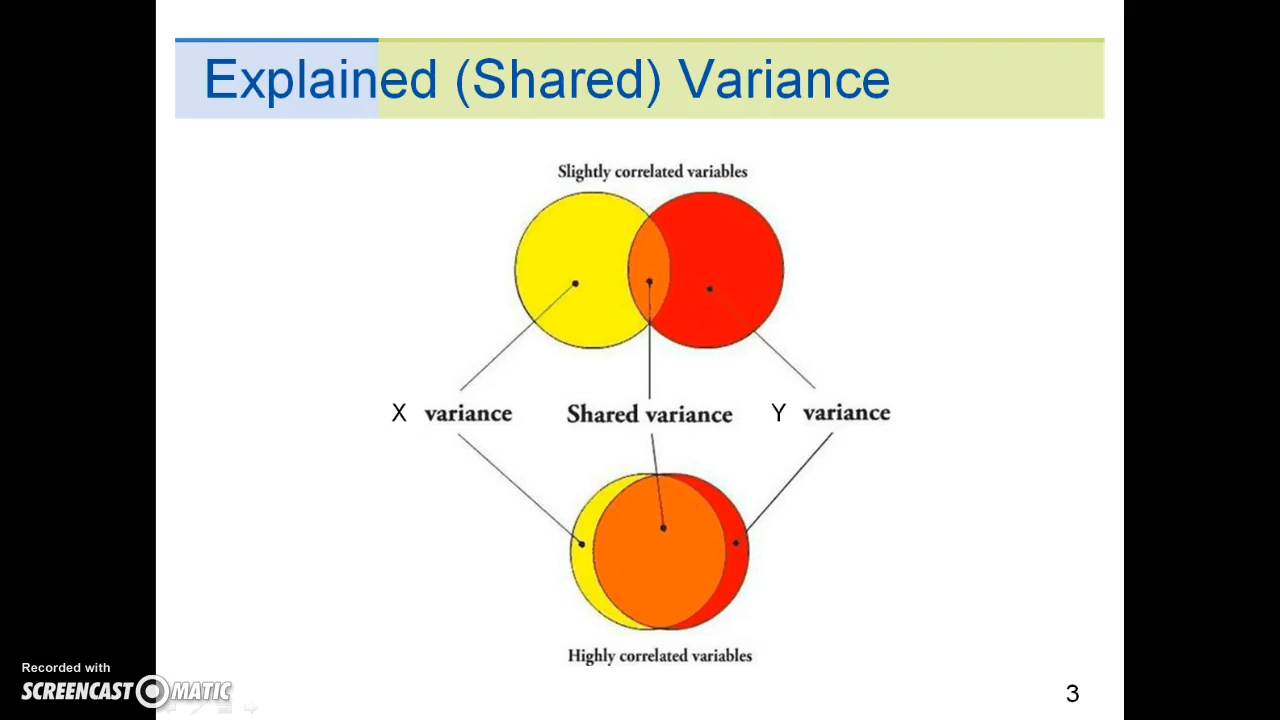 Explained (Shared) Variance
Slightly correlated variables
X variance Shared variance Y variance
Highly correlated variables
Recorded with
SCREENCAST MATIC
3